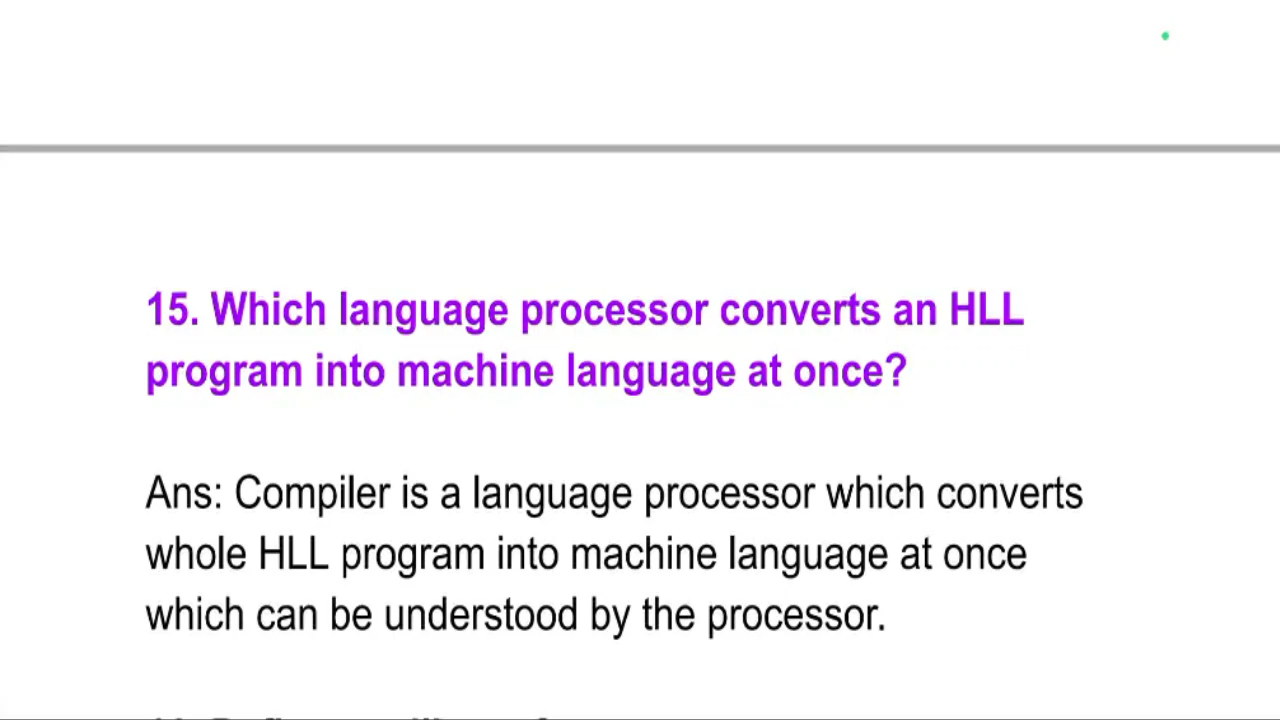 15. Which language processor converts an HLL
program into machine language at once?
Ans: Compiler is a language processor which converts
whole HLL program into machine language at once
which can be understood by the processor.